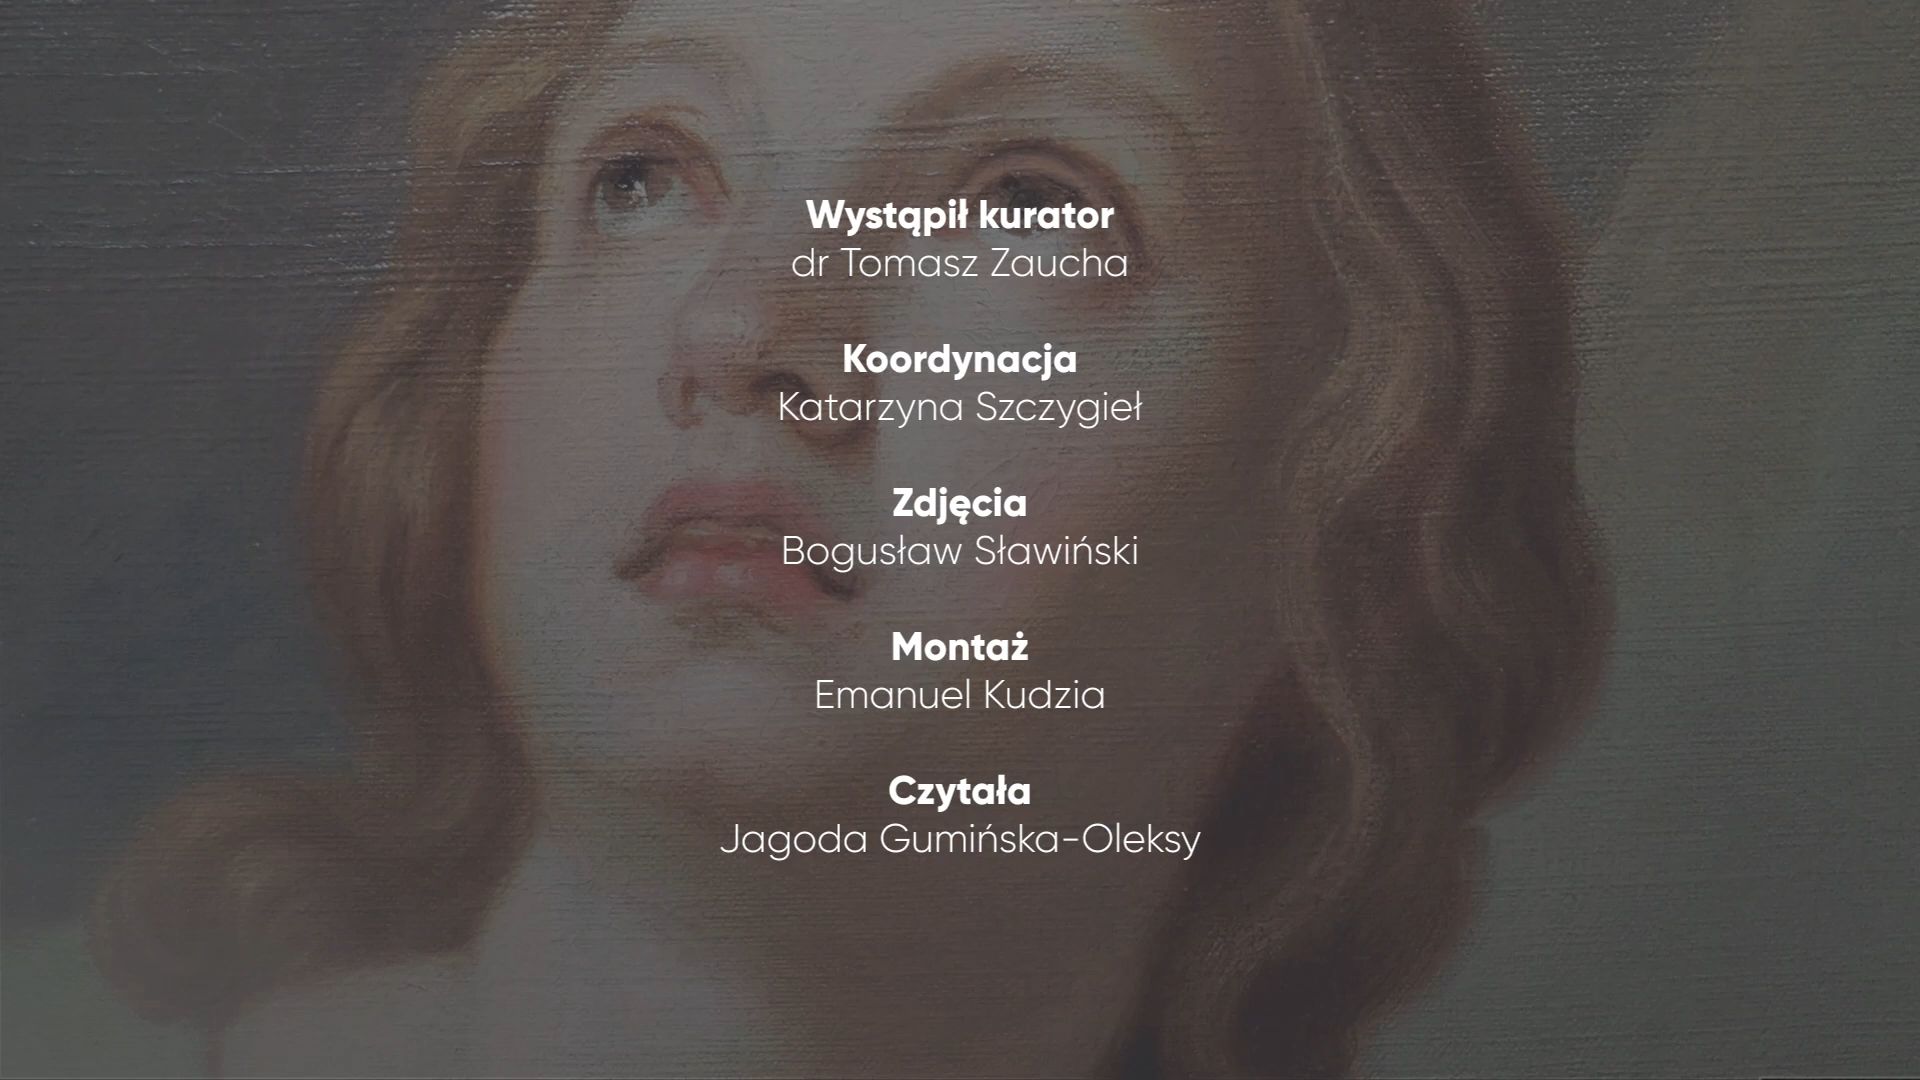 Wystąpił kurator
dr Tomasz Zaucha
Koordynacja
Katarzyna Szczygieł
Zdjęcia
Bogusław Sławiński
Montaż
Emanuel Kudzia
Czytała
Jagoda Gumińska-Oleksy